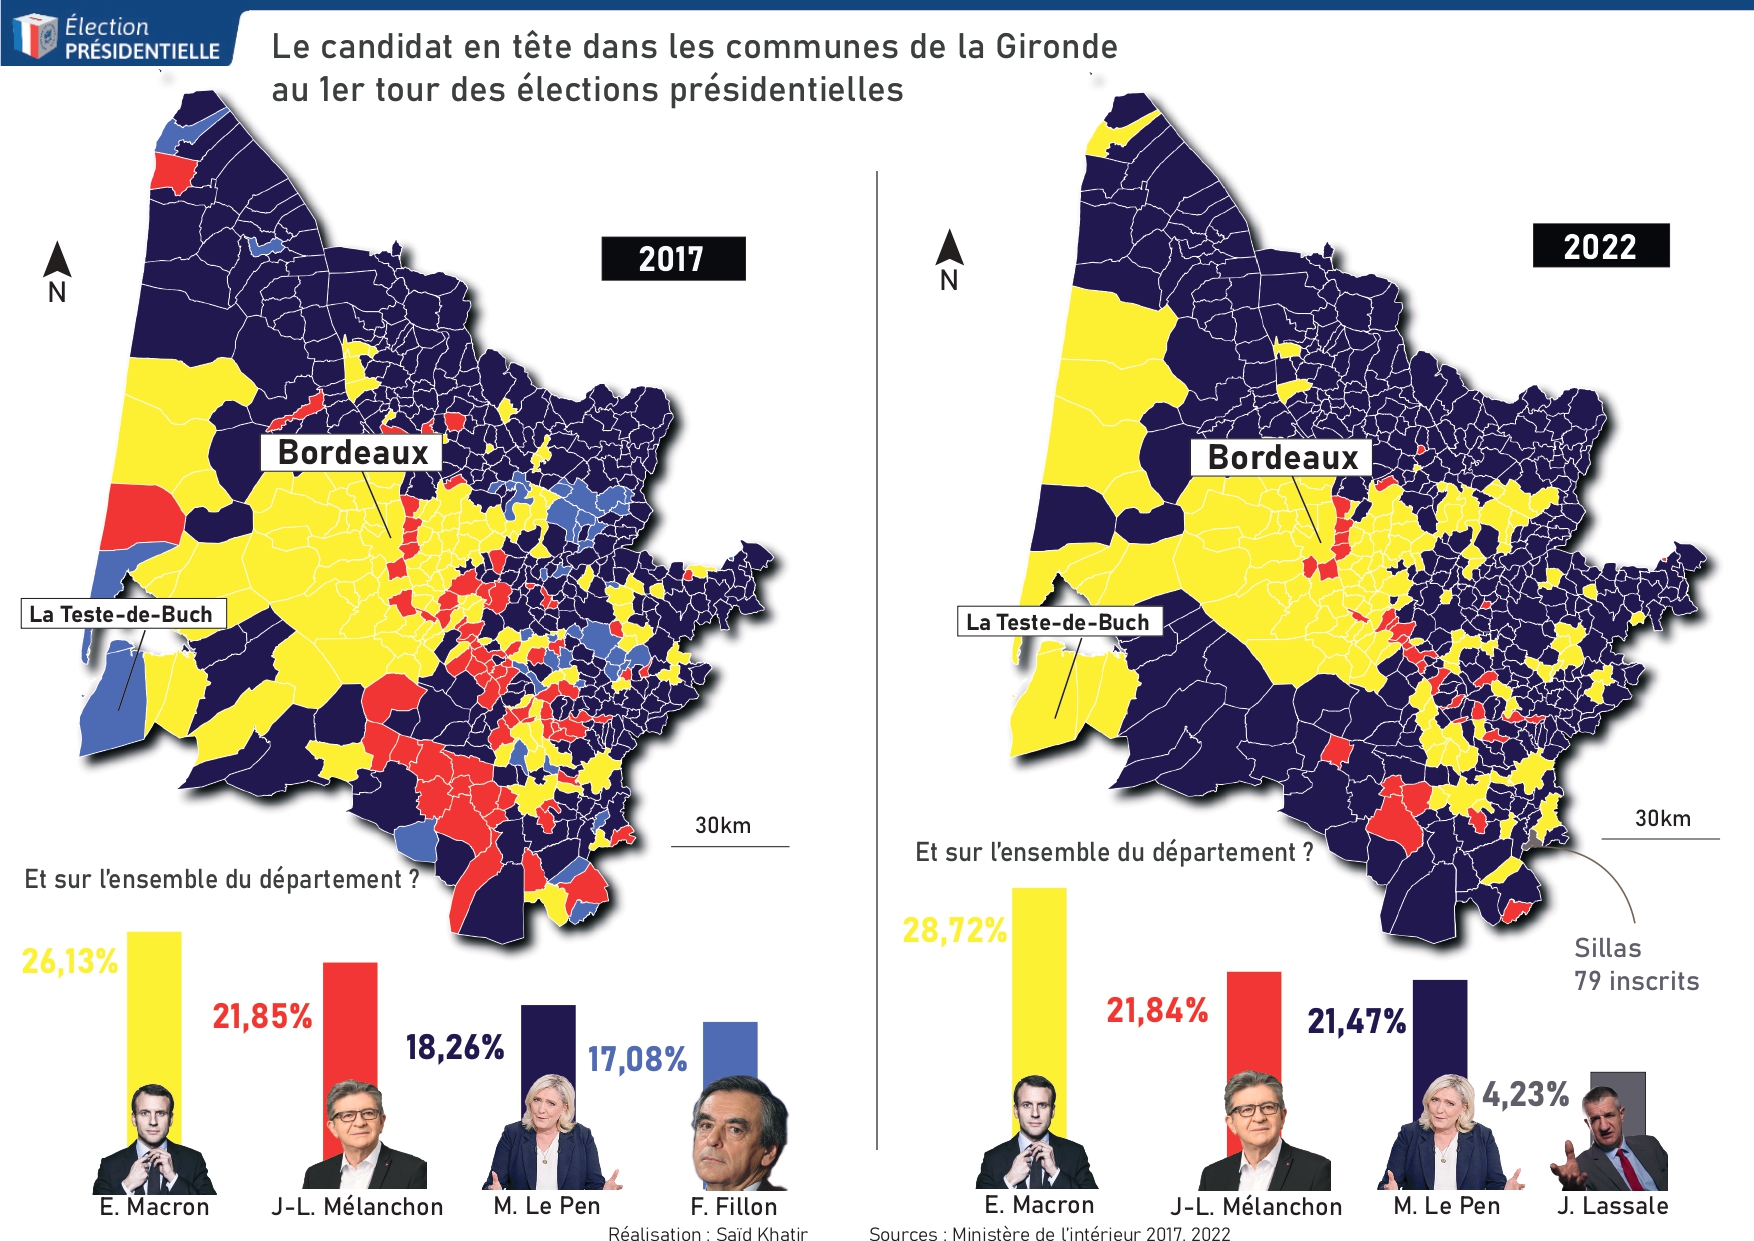 Élection
PRÉSIDENTIELLE
Le candidat en tête dans les communes de la Gironde
au 1er tour des élections présidentielles
2017
N
Bordeaux
La Teste-de-Buch
30km
Et sur l'ensemble du département ?
26,13%
21,85%
18,26%
17,08%
E. Macron
J-L. Mélanchon
M. Le Pen
F. Fillon
2022
N
Bordeaux
La Teste-de-Buch
30km
Et sur l'ensemble du département ?
Sillas
79 inscrits
28,72%
21,84%
21,47%
4,23%
E. Macron
J-L. Mélanchon
M. Le Pen
J. Lassale
Réalisation : Saïd Khatir
Sources : Ministère de l'intérieur 2017, 2022